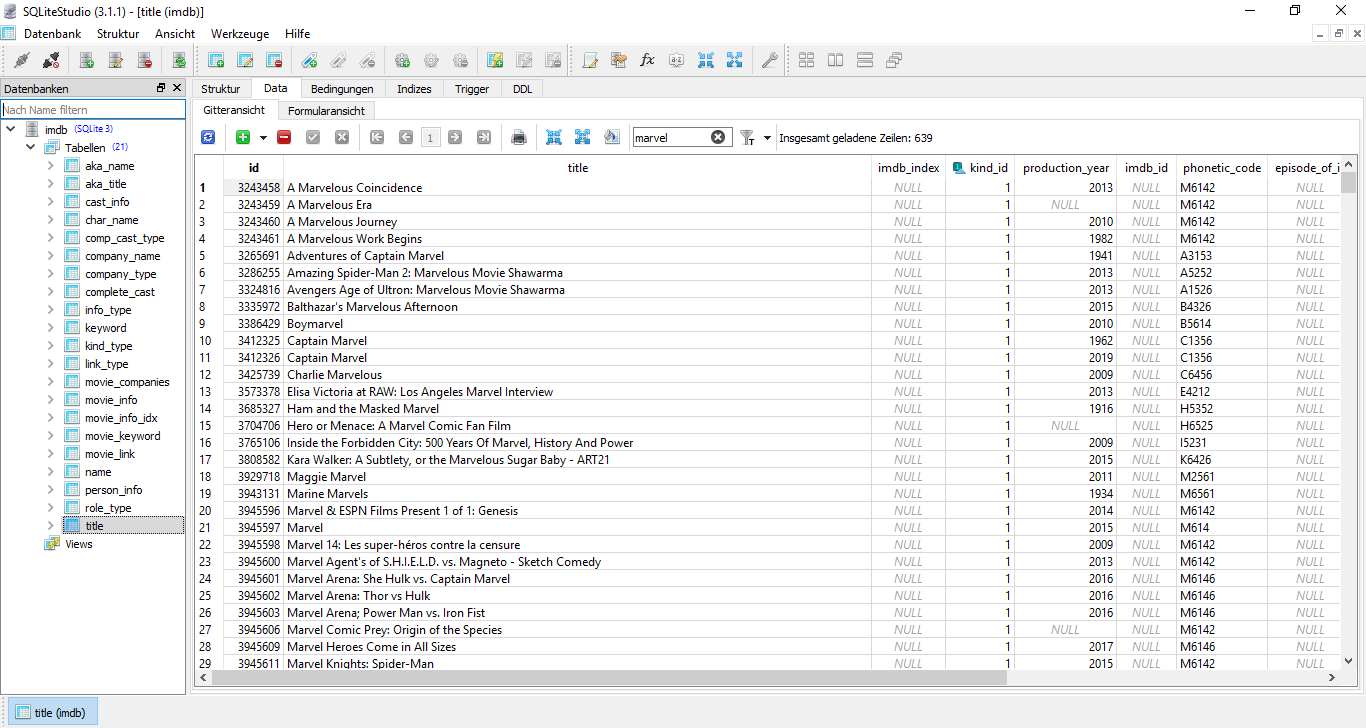 SQLiteStudio (3.1.1) - [title (imdb)]
Datenbank Struktur Ansicht Werkzeuge Hilfe
Datenbanken
Nach Name filtern
imdb (SQLite 3)
Tabellen (21)
aka_name
aka_title
cast_info
char_name
comp_cast_type
company_name
company_type
complete_cast
info_type
keyword
kind_type
link_type
movie_companies
movie_info
movie_info_idx
movie_keyword
movie_link
name
person_info
role_type
title
Views
Struktur Data Bedingungen Indizes Trigger DDL
Gitteransicht Formularansicht
1 marvel Insgesamt geladene Zeilen: 639
id title imdb_index kind_id production_year imdb_id phonetic_code episode_of_i
1 3243458 A Marvelous Coincidence NULL 1 2013 NULL M6142 NULL
2 3243459 A Marvelous Era NULL 1 NULL NULL M6142 NULL
3 3243460 A Marvelous Journey NULL 1 2010 NULL M6142 NULL
4 3243461 A Marvelous Work Begins NULL 1 1982 NULL M6142 NULL
5 3265691 Adventures of Captain Marvel NULL 1 1941 NULL A3153 NULL
6 3286255 Amazing Spider-Man 2: Marvelous Movie Shawarma NULL 1 2013 NULL A5252 NULL
7 3324816 Avengers Age of Ultron: Marvelous Movie Shawarma NULL 1 2013 NULL A1526 NULL
8 3335972 Balthazar's Marvelous Afternoon NULL 1 2015 NULL B4326 NULL
9 3386429 Boymarvel NULL 1 2010 NULL B5614 NULL
10 3412325 Captain Marvel NULL 1 1962 NULL C1356 NULL
11 3412326 Captain Marvel NULL 1 2019 NULL C1356 NULL
12 3425739 Charlie Marvelous NULL 1 2009 NULL C6456 NULL
13 3573378 Elisa Victoria at RAW: Los Angeles Marvel Interview NULL 1 2013 NULL E4212 NULL
14 3685327 Ham and the Masked Marvel NULL 1 1916 NULL H5352 NULL
15 3704706 Hero or Menace: A Marvel Comic Fan Film NULL 1 NULL NULL H6525 NULL
16 3765106 Inside the Forbidden City: 500 Years Of Marvel, History And Power NULL 1 2009 NULL I5231 NULL
17 3808582 Kara Walker: A Subtlety, or the Marvelous Sugar Baby - ART21 NULL 1 2015 NULL K6426 NULL
18 3929718 Maggie Marvel NULL 1 2011 NULL M2561 NULL
19 3943131 Marine Marvels NULL 1 1934 NULL M6561 NULL
20 3945596 Marvel & ESPN Films Present 1 of 1: Genesis NULL 1 2014 NULL M6142 NULL
21 3945597 Marvel NULL 1 2015 NULL M614 NULL
22 3945598 Marvel 14: Les super-héros contre la censure NULL 1 2009 NULL M6142 NULL
23 3945600 Marvel Agent's of S.H.I.E.L.D. vs. Magneto - Sketch Comedy NULL 1 2013 NULL M6142 NULL
24 3945601 Marvel Arena: She Hulk vs. Captain Marvel NULL 1 2016 NULL M6146 NULL
25 3945602 Marvel Arena: Thor vs Hulk NULL 1 2016 NULL M6146 NULL
26 3945603 Marvel Arena; Power Man vs. Iron Fist NULL 1 2016 NULL M6146 NULL
27 3945606 Marvel Comic Prey: Origin of the Species NULL 1 NULL NULL M6142 NULL
28 3945609 Marvel Heroes Come in All Sizes NULL 1 2017 NULL M6146 NULL
29 3945611 Marvel Knights: Spider-Man NULL 1 2015 NULL M6142 NULL
title (imdb)